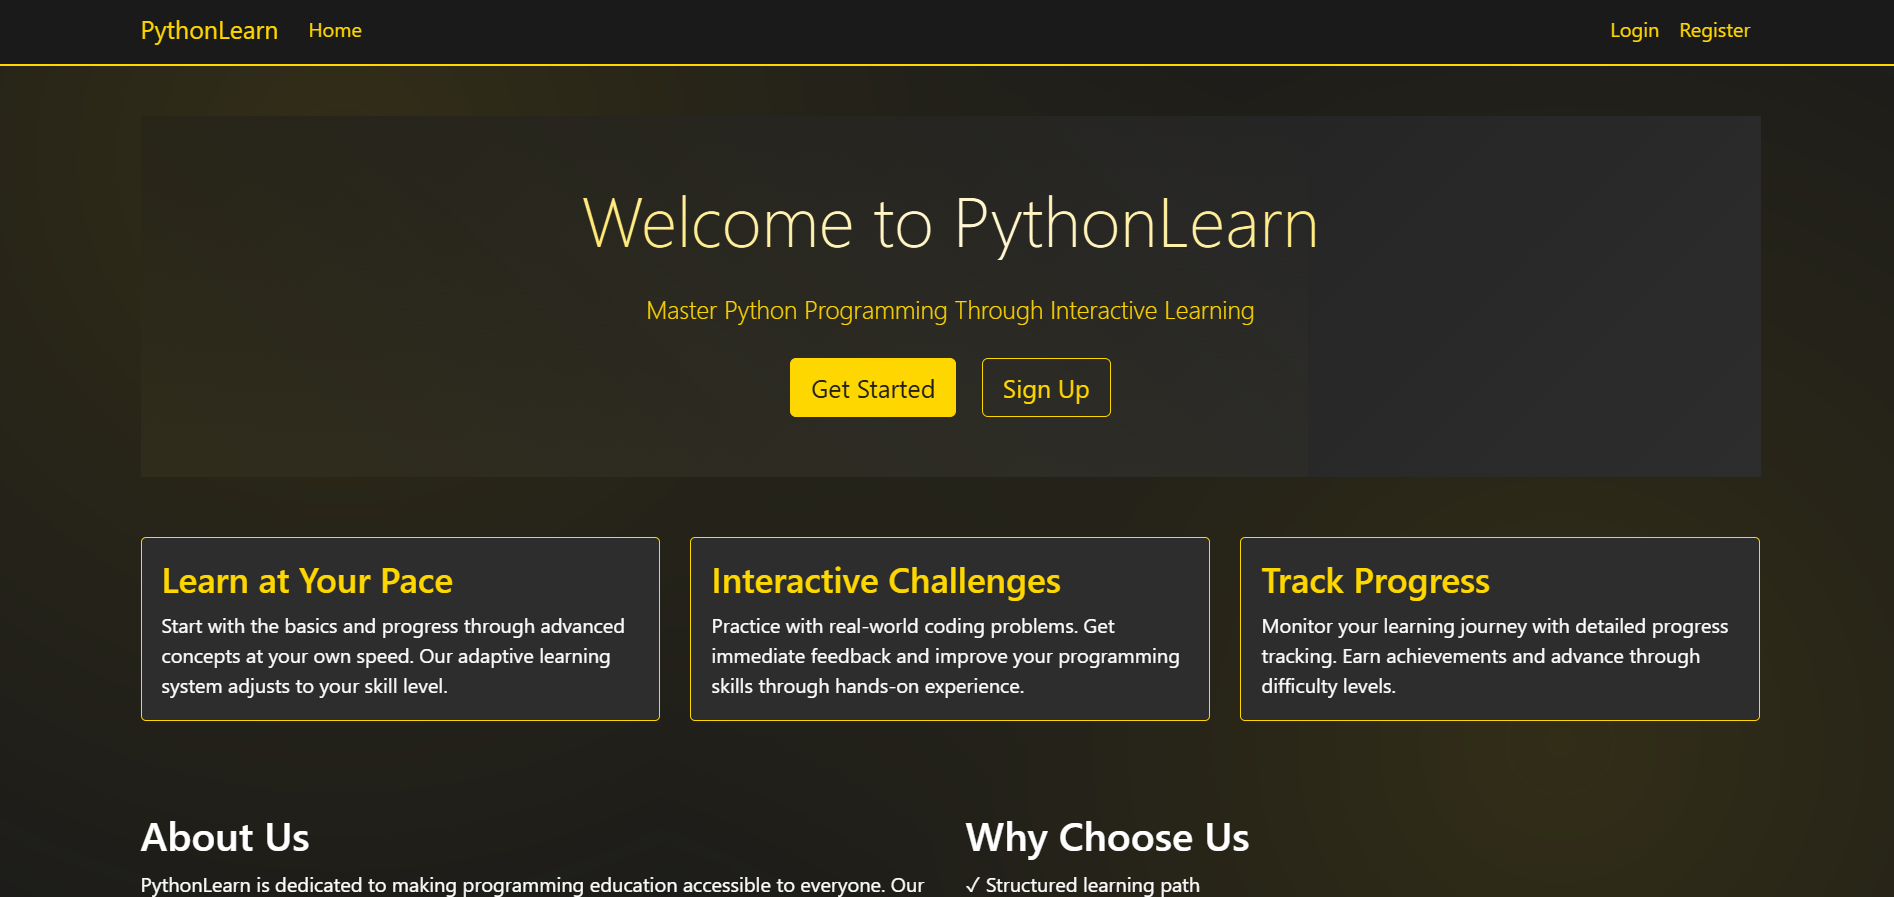 PythonLearn Home Login Register
Welcome to PythonLearn
Master Python Programming Through Interactive Learning
Get Started Sign Up
Learn at Your Pace
Start with the basics and progress through advanced
concepts at your own speed. Our adaptive learning
system adjusts to your skill level.
Interactive Challenges
Practice with real-world coding problems. Get
immediate feedback and improve your programming
skills through hands-on experience.
Track Progress
Monitor your learning journey with detailed progress
tracking. Earn achievements and advance through
difficulty levels.
About Us
PythonLearn is dedicated to making programming education accessible to everyone. Our
Why Choose Us
✓ Structured learning path